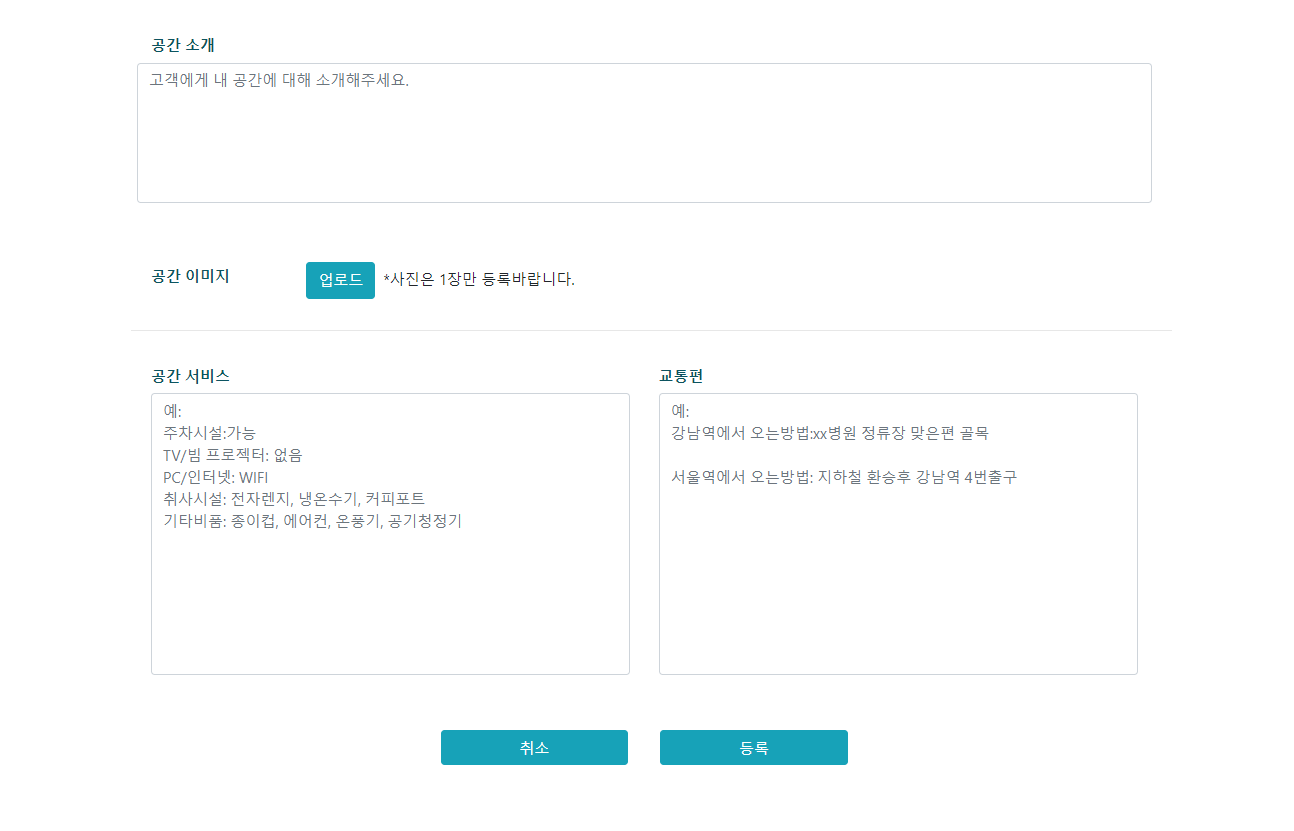 공간 소개
고객에게 내 공간에 대해 소개해주세요.
공간 이미지
업로드
*사진은 1장만 등록바랍니다.
공간 서비스
예:
주차시설:가능
TV/빔 프로젝터: 없음
PC/인터넷: WIFI
취사시설: 전자렌지, 냉온수기, 커피포트
기타비품: 종이컵, 에어컨, 온풍기, 공기청정기
교통편
예:
강남역에서 오는방법:xx병원 정류장 맞은편 골목
서울역에서 오는방법: 지하철 환승후 강남역 4번출구
취소
등록